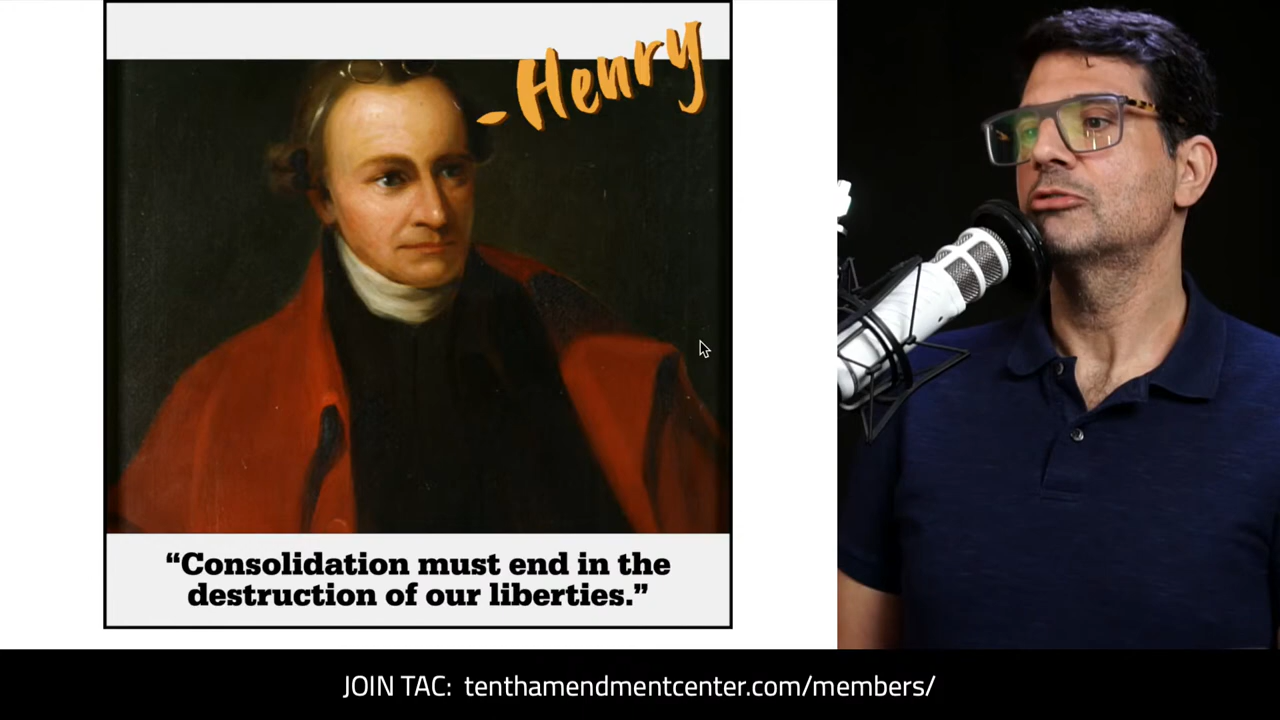 -Henry
“Consolidation must end in the
destruction of our liberties.”
JOIN TAC: tenthamendmentcenter.com/members/